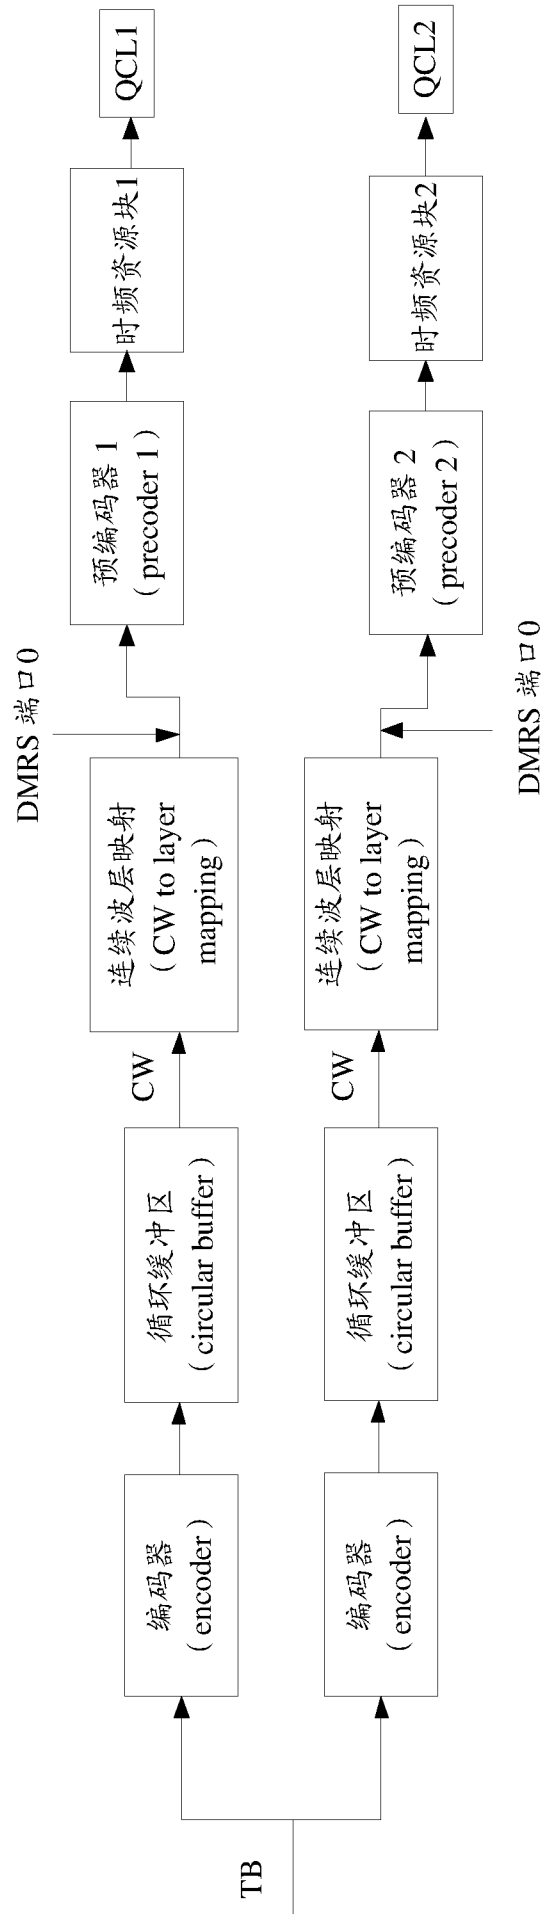 TB
编码器
（encoder）
循环缓冲区
（circular buffer）
CW
连续波层映射
（CW to layer
mapping）
DMRS 端口0
预编码器 1
（precoder 1）
时频资源块1
QCL1
编码器
（encoder）
循环缓冲区
（circular buffer）
CW
连续波层映射
（CW to layer
mapping）
DMRS 端口0
预编码器 2
（precoder 2）
时频资源块2
QCL2